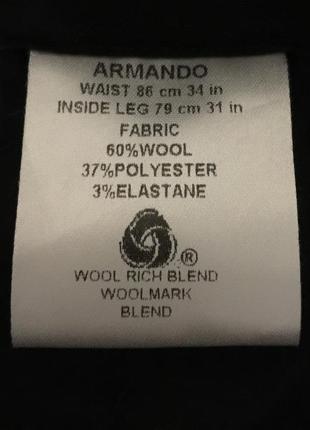 ARMANDO
WAIST 86 cm 34 in
INSIDE LEG 79 cm 31 in
FABRIC
60%WOOL
37%POLYESTER
3%ELASTANE
®
WOOL RICH BLEND
WOOLMARK
BLEND